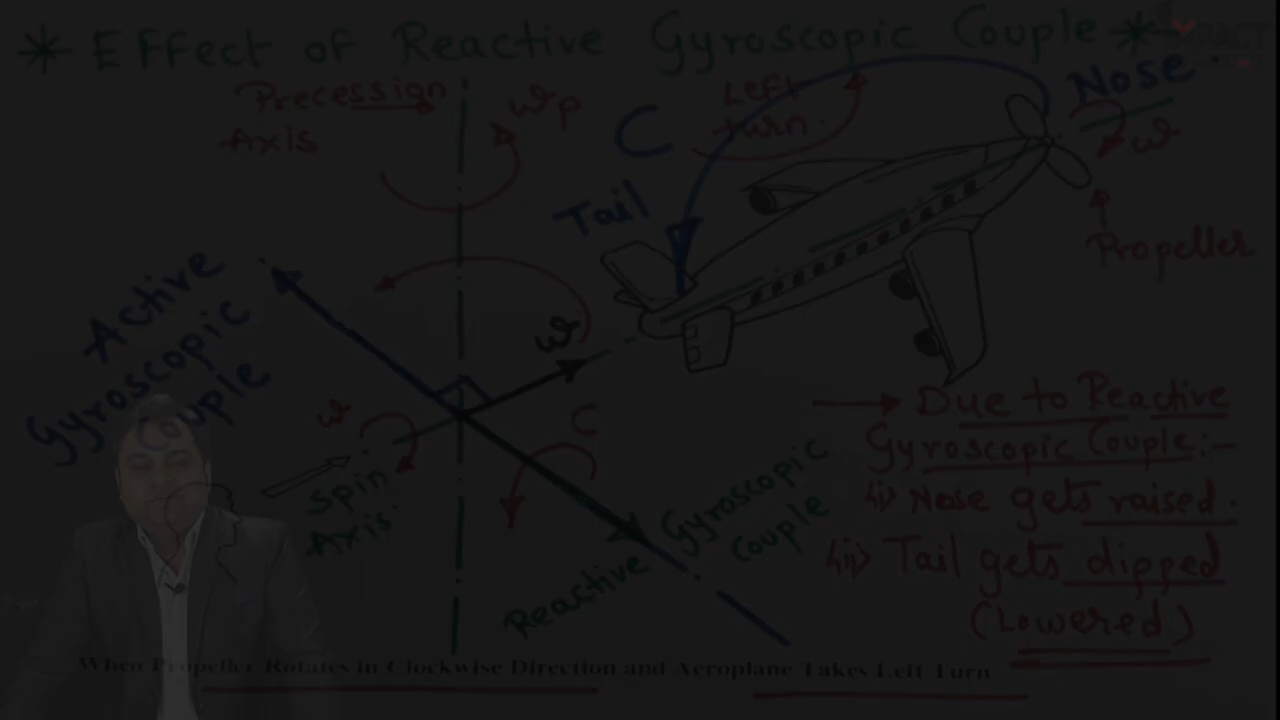 * Effect of Reactive Gyroscopic Couple *
Precession
Axis
ωp
C
Left
turn
Nose
ω
Tail
Propeller
Active
Gyroscopic
Couple
ω
ω
C
Spin
Axis
Reactive
Gyroscopic
Couple
→ Due to Reactive
Gyroscopic Couple:-
(i) Nose gets raised.
(ii) Tail gets dipped
(Lowered)
When Propeller Rotates in Clockwise Direction and Aeroplane Takes Left Turn